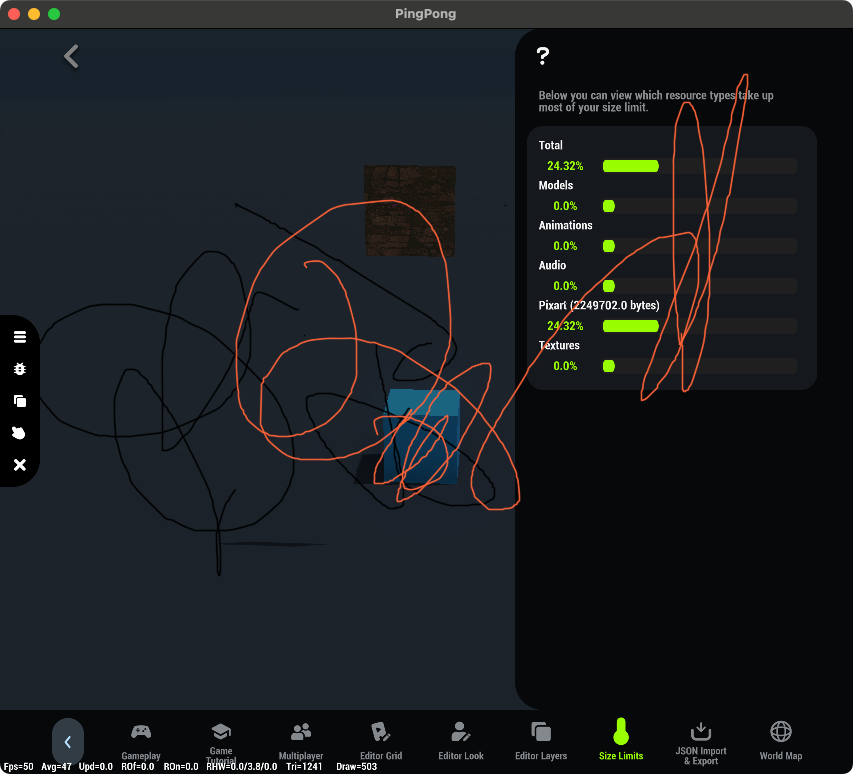 PingPong
?
Below you can view which resource types take up
most of your size limit.
Total
24.32%
Models
0.0%
Animations
0.0%
Audio
0.0%
Pixart (2249702.0 bytes)
24.32%
Textures
0.0%
Gameplay
Game
Tutorial
Multiplayer
Editor Grid
Editor Look
Editor Layers
Size Limits
JSON Import
& Export
World Map
Fps=50 Avg=47 Upd=0.0 ROf=0.0 ROn=0.0 RHW=0.0/3.8/0.0 Tri=1241 Draw=503